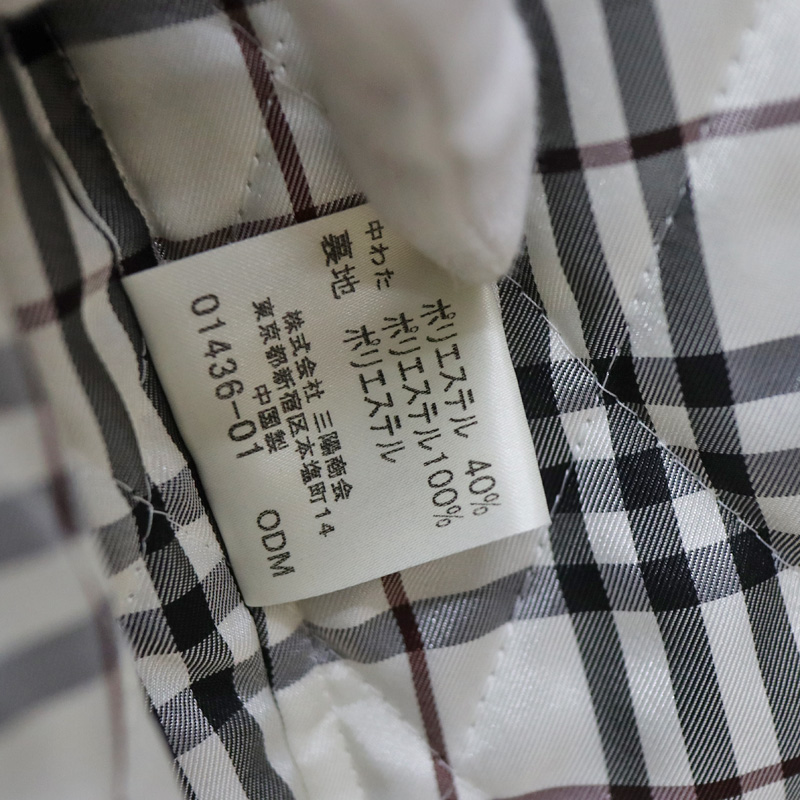 ポリエステル 40%
中わた ポリエステル100%
裏地 ポリエステル
株式会社 三陽商会
東京都新宿区本塩町14
中国製
01436-01 ODM